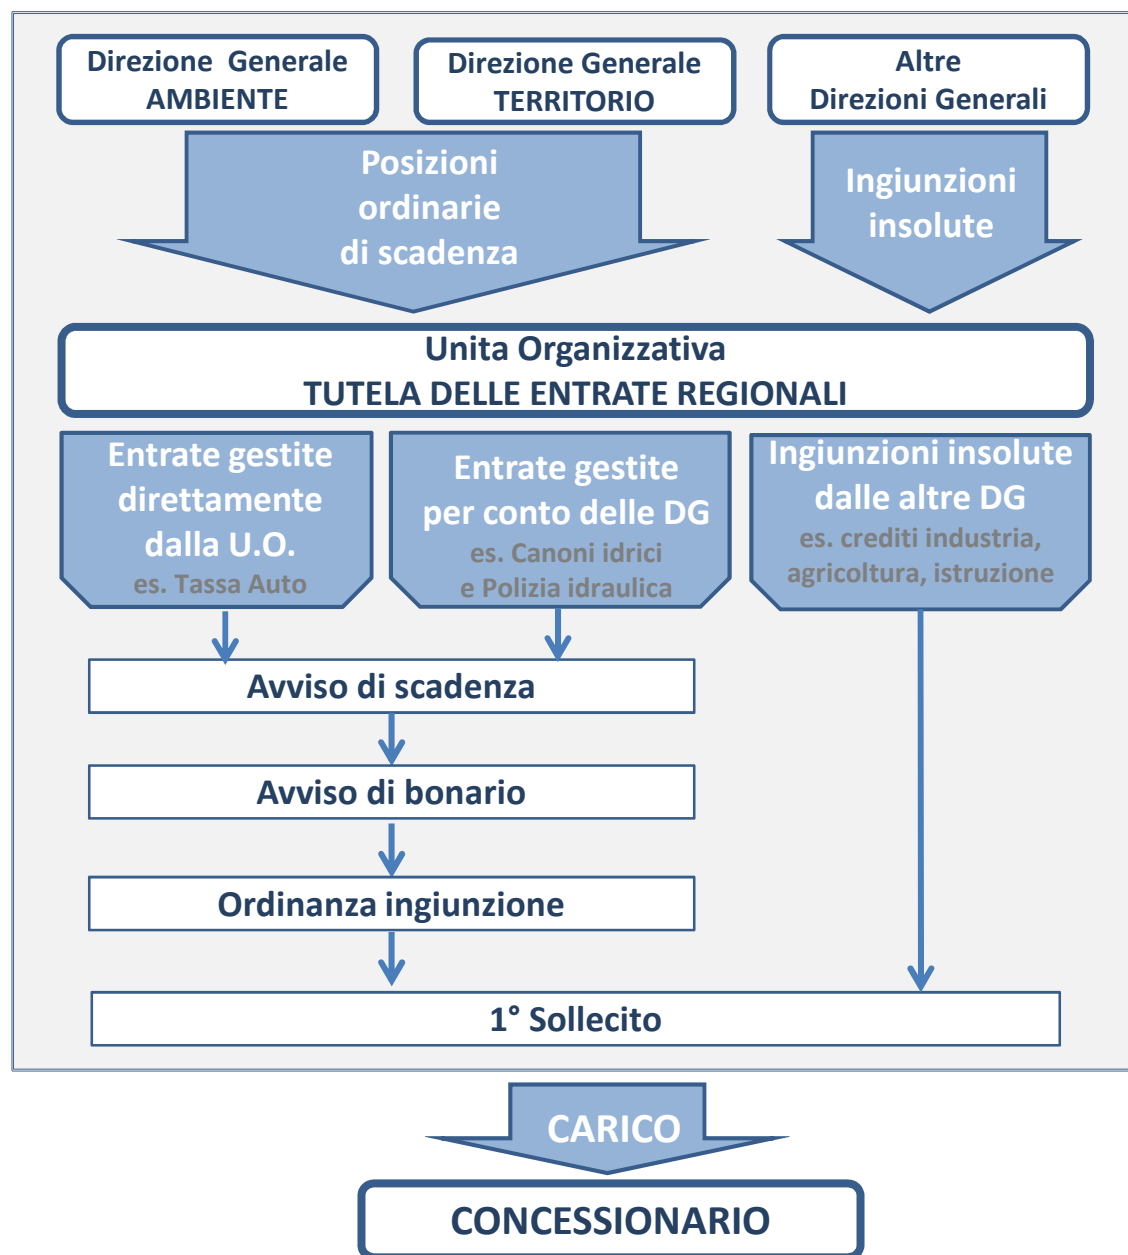 Direzione Generale
AMBIENTE
Direzione Generale
TERRITORIO
Altre
Direzioni Generali
Posizioni
ordinarie
di scadenza
Ingiunzioni
insolute
Unita Organizzativa
TUTELA DELLE ENTRATE REGIONALI
Entrate gestite
direttamente
dalla U.O.
es. Tassa Auto
Entrate gestite
per conto delle DG
es. Canoni idrici
e Polizia idraulica
Ingiunzioni insolute
dalle altre DG
es. crediti industria,
agricoltura, istruzione
Avviso di scadenza
Avviso di bonario
Ordinanza ingiunzione
1° Sollecito
CARICO
CONCESSIONARIO